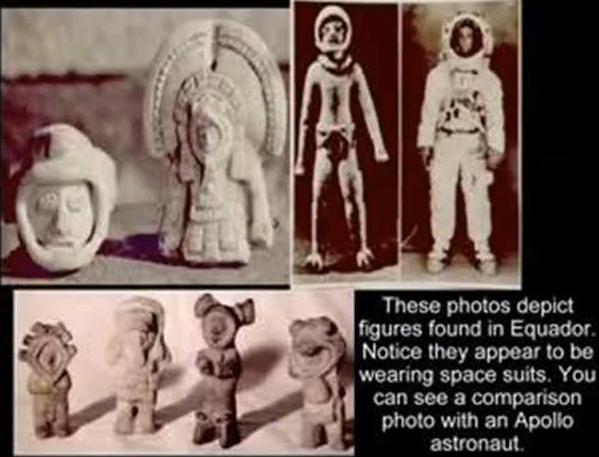 These photos depict
figures found in Equador.
Notice they appear to be
wearing space suits. You
can see a comparison
photo with an Apollo
astronaut.